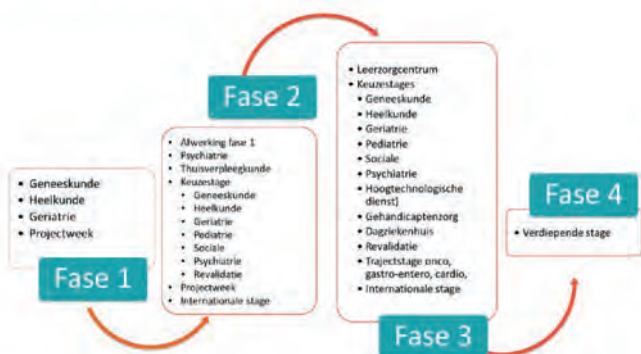 Fase 1
• Geneeskunde
• Heelkunde
• Geriatrie
• Projectweek
Fase 2
• Afwerking fase 1
• Psychiatrie
• Thuisverpleegkunde
• Keuzestage
• Geneeskunde
• Heelkunde
• Geriatrie
• Pediatrie
• Sociale
• Psychiatrie
• Revalidatie
• Projectweek
• Internationale stage
Fase 3
• Leerzorgcentrum
• Keuzestages
• Geneeskunde
• Heelkunde
• Geriatrie
• Pediatrie
• Sociale
• Psychiatrie
• Hoogtechnologische
dienst)
• Gehandicaptenzorg
• Dagziekenhuis
• Revalidatie
• Trajectstage onco,
gastro-entero, cardio,
• Internationale stage
Fase 4
• Verdiepende stage